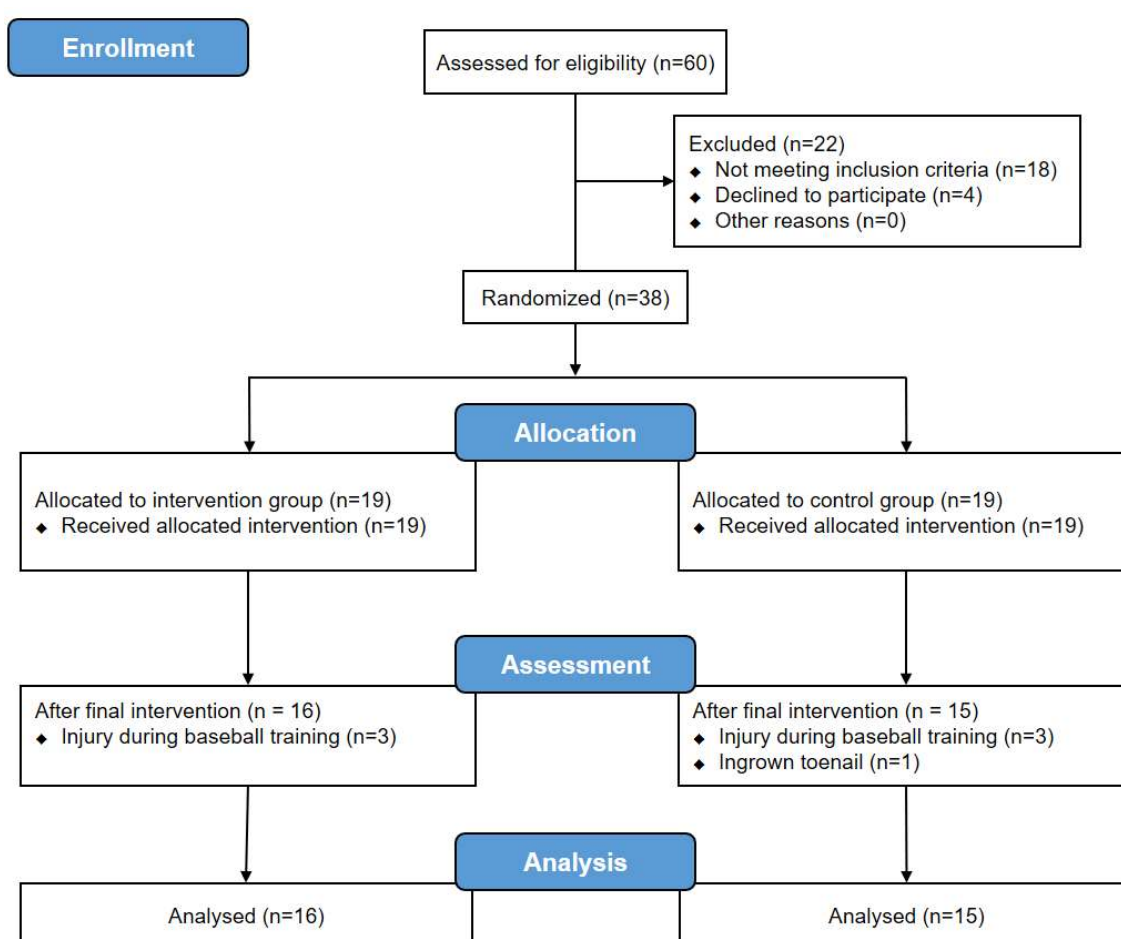 Enrollment
Assessed for eligibility (n=60)
Excluded (n=22)
◆ Not meeting inclusion criteria (n=18)
◆ Declined to participate (n=4)
◆ Other reasons (n=0)
Randomized (n=38)
Allocation
Allocated to intervention group (n=19)
◆ Received allocated intervention (n=19)
Allocated to control group (n=19)
◆ Received allocated intervention (n=19)
Assessment
After final intervention (n = 16)
◆ Injury during baseball training (n=3)
After final intervention (n = 15)
◆ Injury during baseball training (n=3)
◆ Ingrown toenail (n=1)
Analysis
Analysed (n=16)
Analysed (n=15)